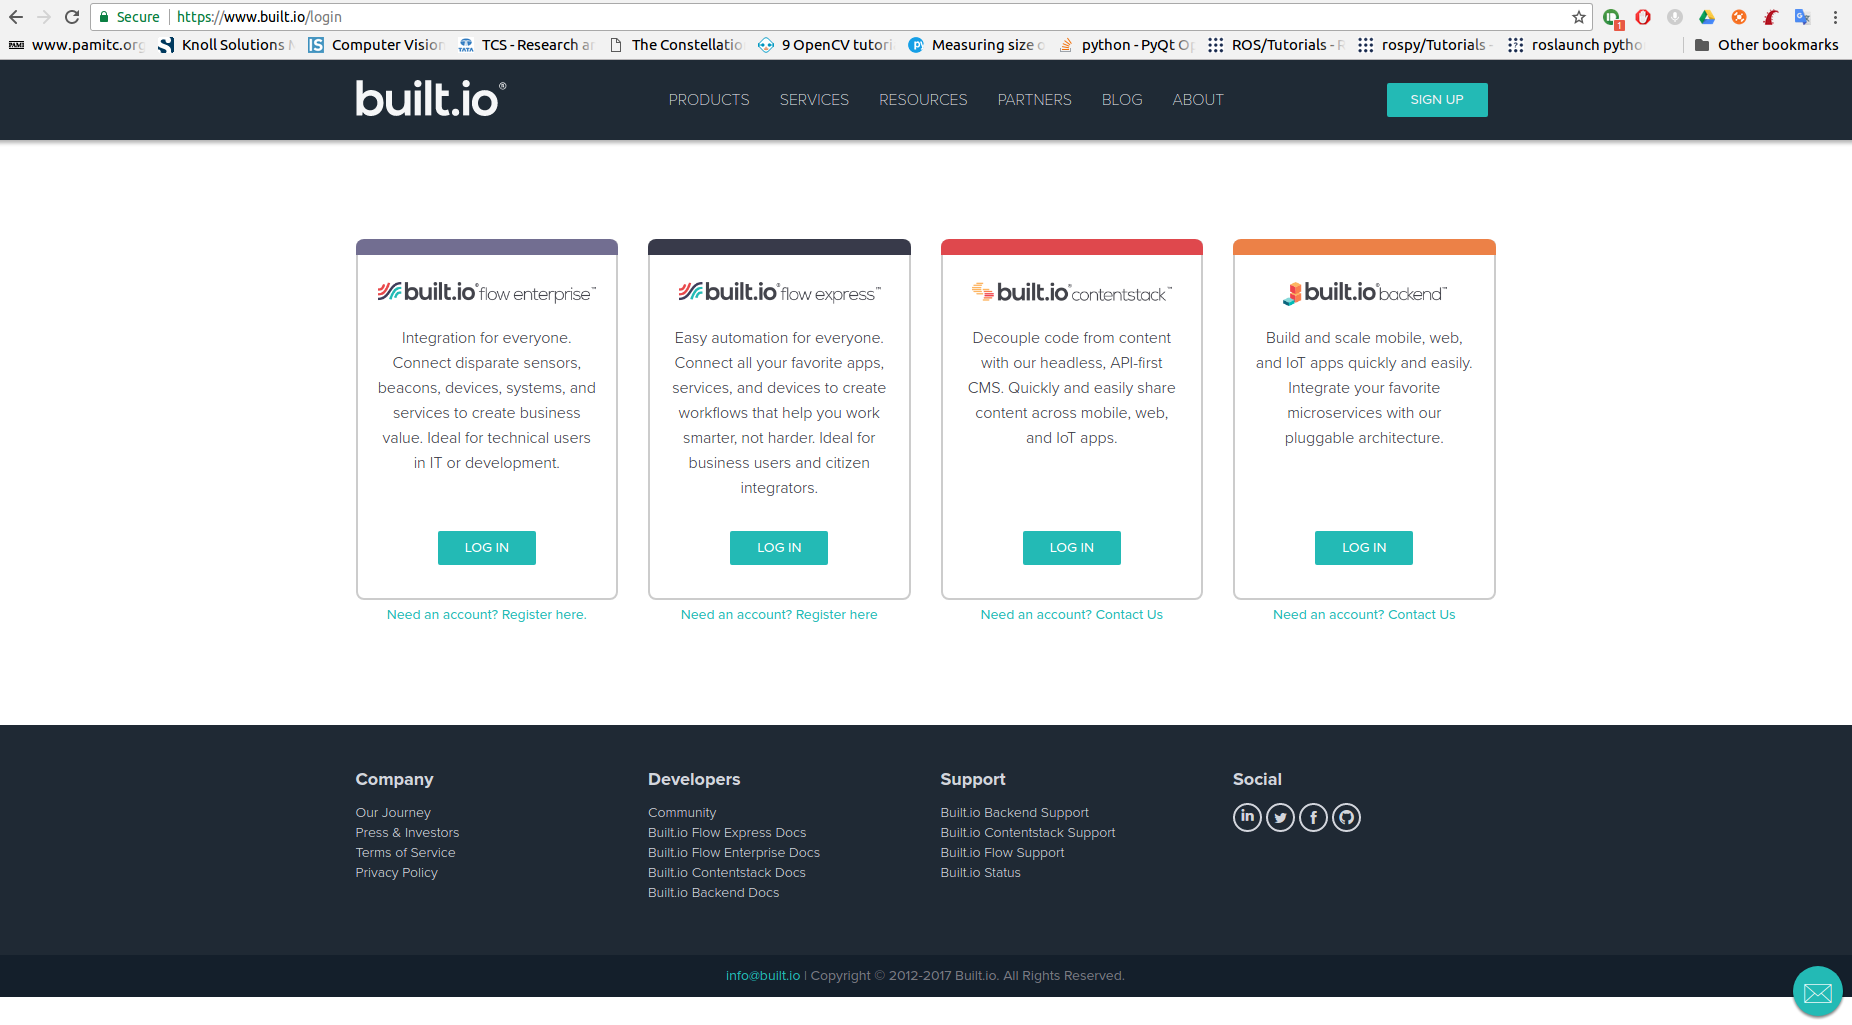 Secure https://www.built.io/login
1
PAMI www.pamitc.org Knoll Solutions Computer Vision TCS - Research The Constellatio 9 OpenCV tutori Measuring size python - PyQt ROS/Tutorials - rospy/Tutorials - roslaunch pytho Other bookmarks
built.io® PRODUCTS SERVICES RESOURCES PARTNERS BLOG ABOUT SIGN UP
built.io® flow enterprise™
Integration for everyone.
Connect disparate sensors,
beacons, devices, systems, and
services to create business
value. Ideal for technical users
in IT or development.
LOG IN
Need an account? Register here.
built.io® flow express™
Easy automation for everyone.
Connect all your favorite apps,
services, and devices to create
workflows that help you work
smarter, not harder. Ideal for
business users and citizen
integrators.
LOG IN
Need an account? Register here
built.io® contentstack™
Decouple code from content
with our headless, API-first
CMS. Quickly and easily share
content across mobile, web,
and IoT apps.
LOG IN
Need an account? Contact Us
built.io® backend™
Build and scale mobile, web,
and IoT apps quickly and easily.
Integrate your favorite
microservices with our
pluggable architecture.
LOG IN
Need an account? Contact Us
Company
Our Journey
Press & Investors
Terms of Service
Privacy Policy
Developers
Community
Built.io Flow Express Docs
Built.io Flow Enterprise Docs
Built.io Contentstack Docs
Built.io Backend Docs
Support
Built.io Backend Support
Built.io Contentstack Support
Built.io Flow Support
Built.io Status
Social
info@built.io | Copyright © 2012-2017 Built.io. All Rights Reserved.